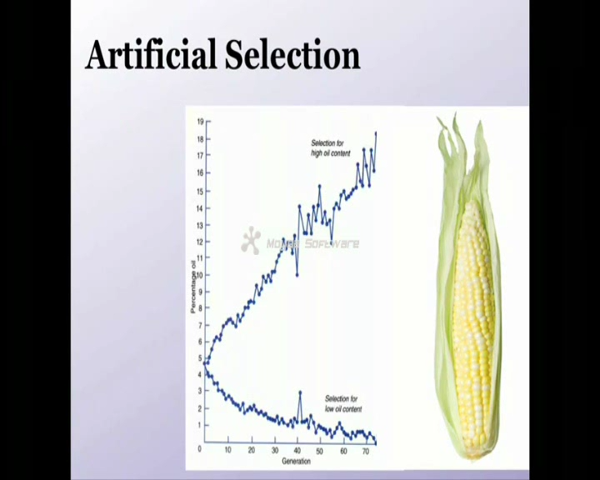 Artificial Selection
19
18
17
16
15
14
13
12
11
10
9
8
7
6
5
4
3
2
1
0
Percentage oil
Selection for
high oil content
Software
Selection for
low oil content
10 20 30 40 50 60 70
Generation